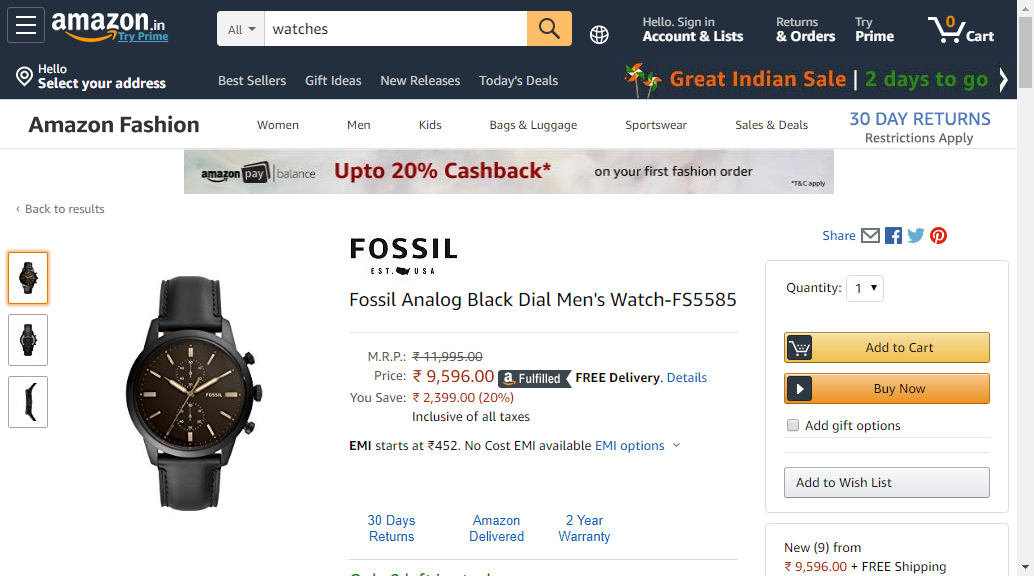 amazon.in
Try Prime
All
watches
Hello. Sign in
Account & Lists
Returns
& Orders
Try
Prime
0
Cart
Hello
Select your address
Best Sellers
Gift Ideas
New Releases
Today's Deals
Great Indian Sale | 2 days to go
Amazon Fashion
Women
Men
Kids
Bags & Luggage
Sportswear
Sales & Deals
30 DAY RETURNS
Restrictions Apply
amazon pay balance
Upto 20% Cashback*
on your first fashion order
*T&C apply
‹ Back to results
Share
FOSSIL
EST. USA
Fossil Analog Black Dial Men's Watch-FS5585
M.R.P.: ₹ 11,995.00
Price: ₹ 9,596.00 a Fulfilled FREE Delivery. Details
You Save: ₹ 2,399.00 (20%)
Inclusive of all taxes
EMI starts at ₹452. No Cost EMI available EMI options
30 Days
Returns
Amazon
Delivered
2 Year
Warranty
FOSSIL
Quantity: 1
Add to Cart
Buy Now
Add gift options
Add to Wish List
New (9) from
₹ 9,596.00 + FREE Shipping